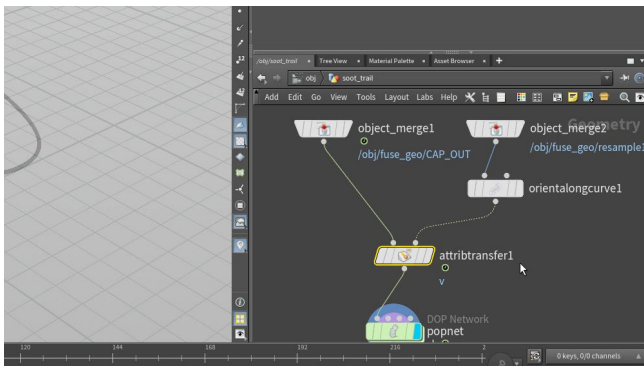 /obj/soot_trail
Tree View
Material Palette
Asset Browser
obj
soot_trail
Add Edit Go View Tools Layout Labs Help
Geometry
object_merge1
/obj/fuse_geo/CAP_OUT
object_merge2
/obj/fuse_geo/resample1
orientalongcurve1
attribtransfer1
v
DOP Network
popnet
120 144 168 192 216 2
0 keys, 0/0 channels